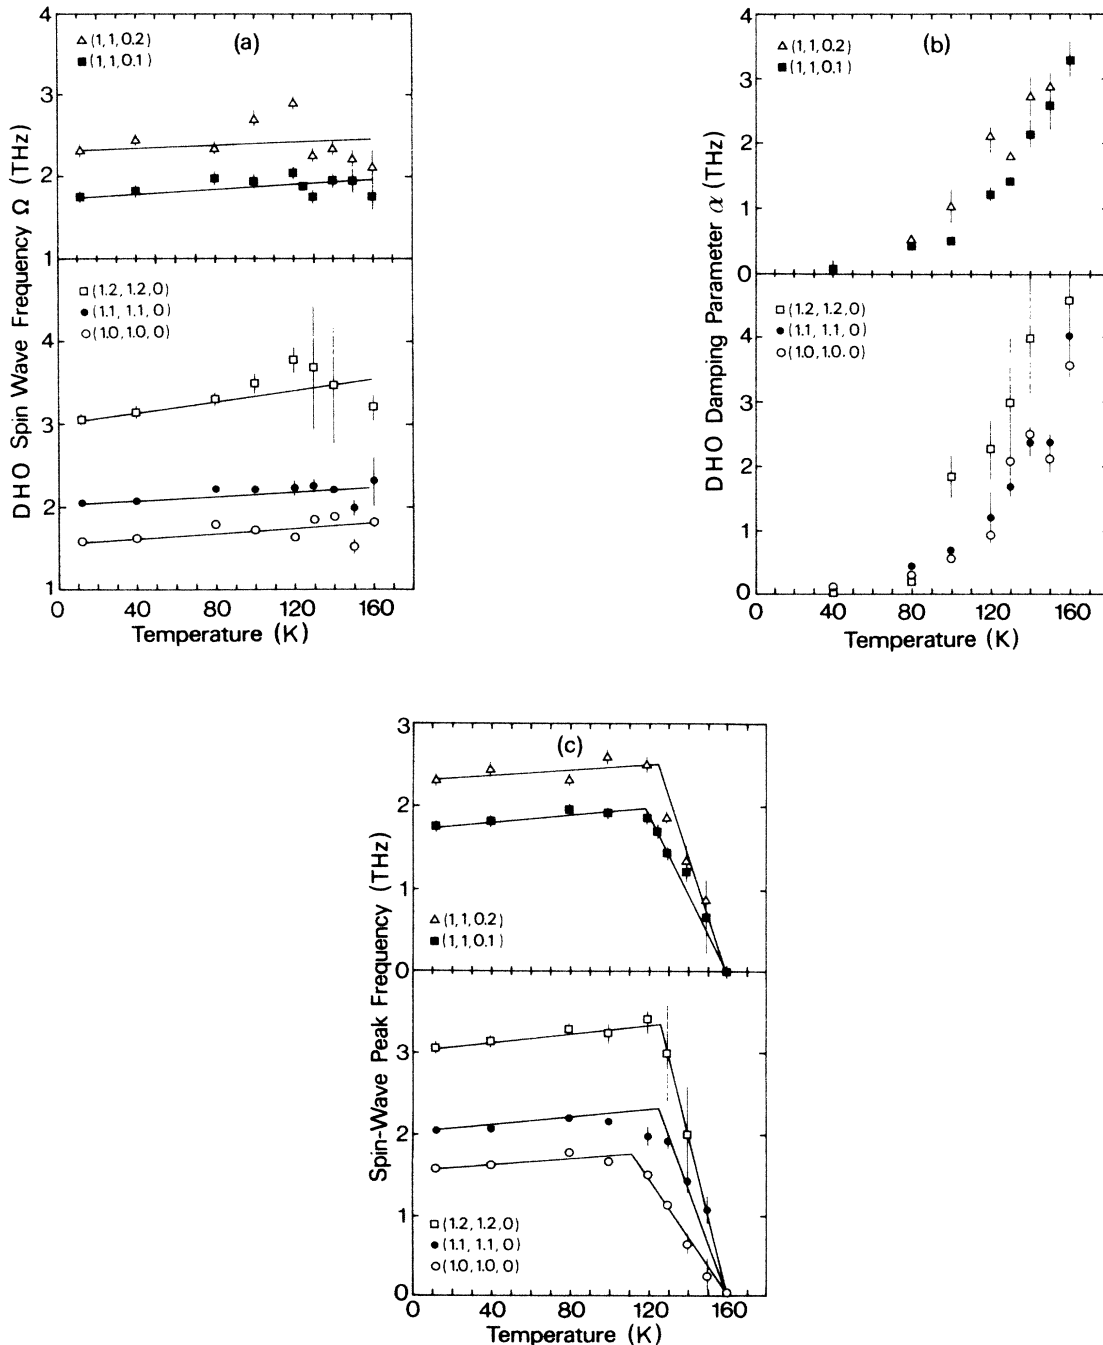 (a)
△ (1,1,0.2)
■ (1,1,0.1)
4
3
2
1
DHO Spin Wave Frequency Ω (THz)
□ (1.2, 1.2,0)
● (1.1, 1.1,0)
○ (1.0, 1.0, 0)
4
3
2
1
0 40 80 120 160
Temperature (K)
(b)
△ (1,1,0.2)
■ (1,1,0.1)
4
3
2
1
0
DHO Damping Parameter α (THz)
□ (1.2, 1.2,0)
● (1.1, 1.1,0)
○ (1.0, 1.0. 0)
4
3
2
1
0
0 40 80 120 160
Temperature (K)
(c)
3
2
1
0
△ (1,1,0.2)
■ (1,1,0.1)
Spin-Wave Peak Frequency (THz)
3
2
1
0
□ (1.2, 1.2,0)
● (1.1, 1.1,0)
○ (1.0, 1.0, 0)
0 40 80 120 160
Temperature (K)